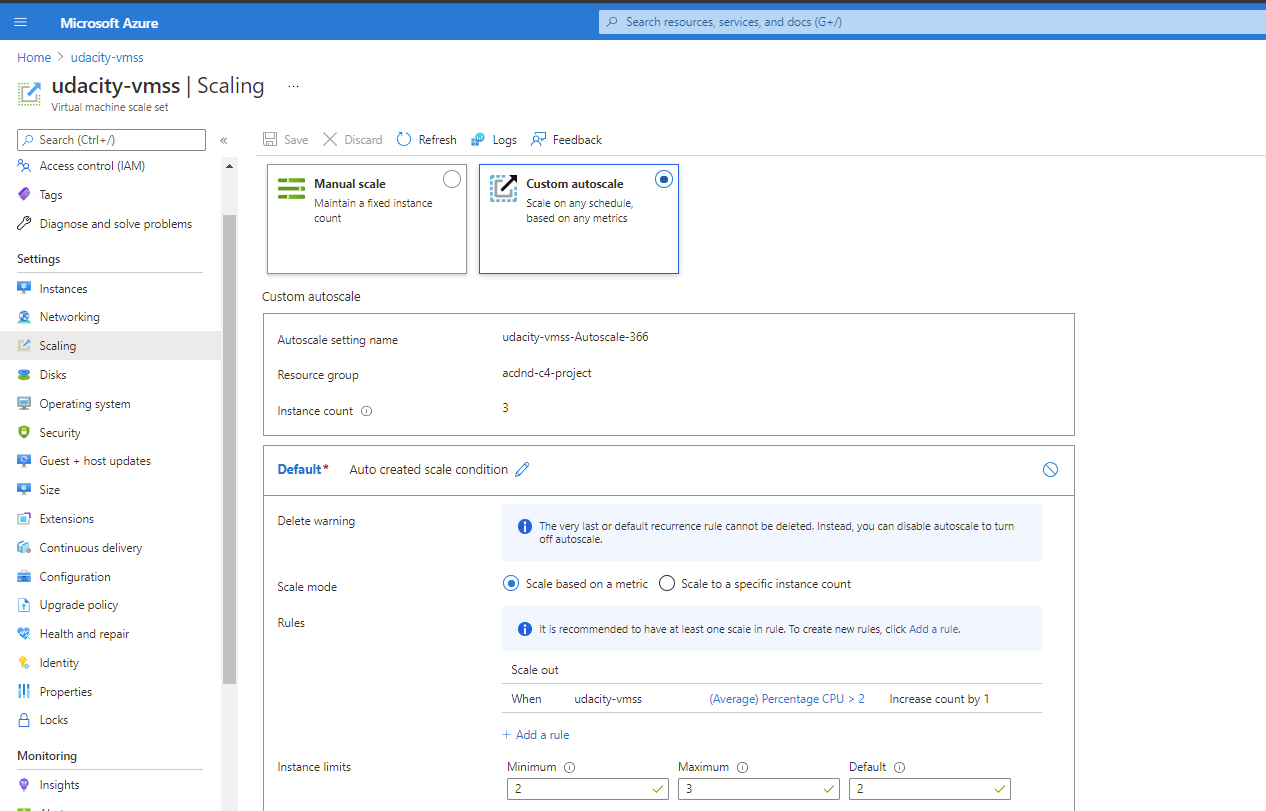 Microsoft Azure
Search resources, services, and docs (G+/)
Home > udacity-vmss
udacity-vmss | Scaling ...
Virtual machine scale set
Search (Ctrl+/)
«
Save
Discard
Refresh
Logs
Feedback
Access control (IAM)
Tags
Diagnose and solve problems
Settings
Instances
Networking
Scaling
Disks
Operating system
Security
Guest + host updates
Size
Extensions
Continuous delivery
Configuration
Upgrade policy
Health and repair
Identity
Properties
Locks
Monitoring
Insights
Manual scale
Maintain a fixed instance
count
Custom autoscale
Scale on any schedule,
based on any metrics
Custom autoscale
Autoscale setting name udacity-vmss-Autoscale-366
Resource group acdnd-c4-project
Instance count 3
Default* Auto created scale condition
Delete warning
The very last or default recurrence rule cannot be deleted. Instead, you can disable autoscale to turn
off autoscale.
Scale mode Scale based on a metric Scale to a specific instance count
Rules
It is recommended to have at least one scale in rule. To create new rules, click Add a rule.
Scale out
When udacity-vmss (Average) Percentage CPU > 2 Increase count by 1
+ Add a rule
Instance limits Minimum Maximum Default
2 3 2